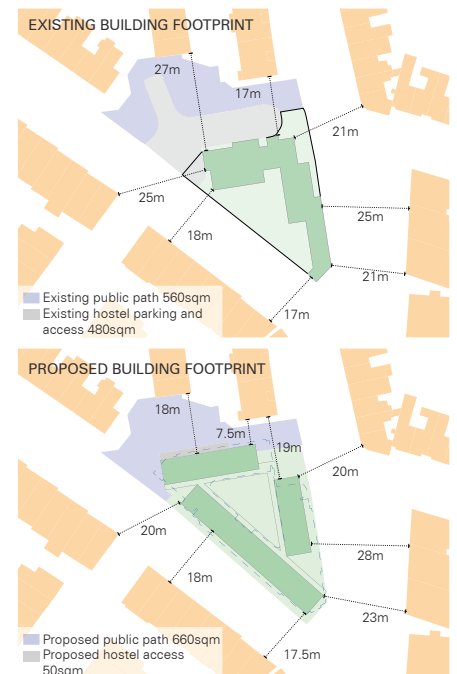 EXISTING BUILDING FOOTPRINT
27m
17m
21m
25m
25m
18m
21m
17m
Existing public path 560sqm
Existing hostel parking and
access 480sqm
PROPOSED BUILDING FOOTPRINT
18m
7.5m
19m
20m
20m
28m
18m
23m
17.5m
Proposed public path 660sqm
Proposed hostel access
50sqm